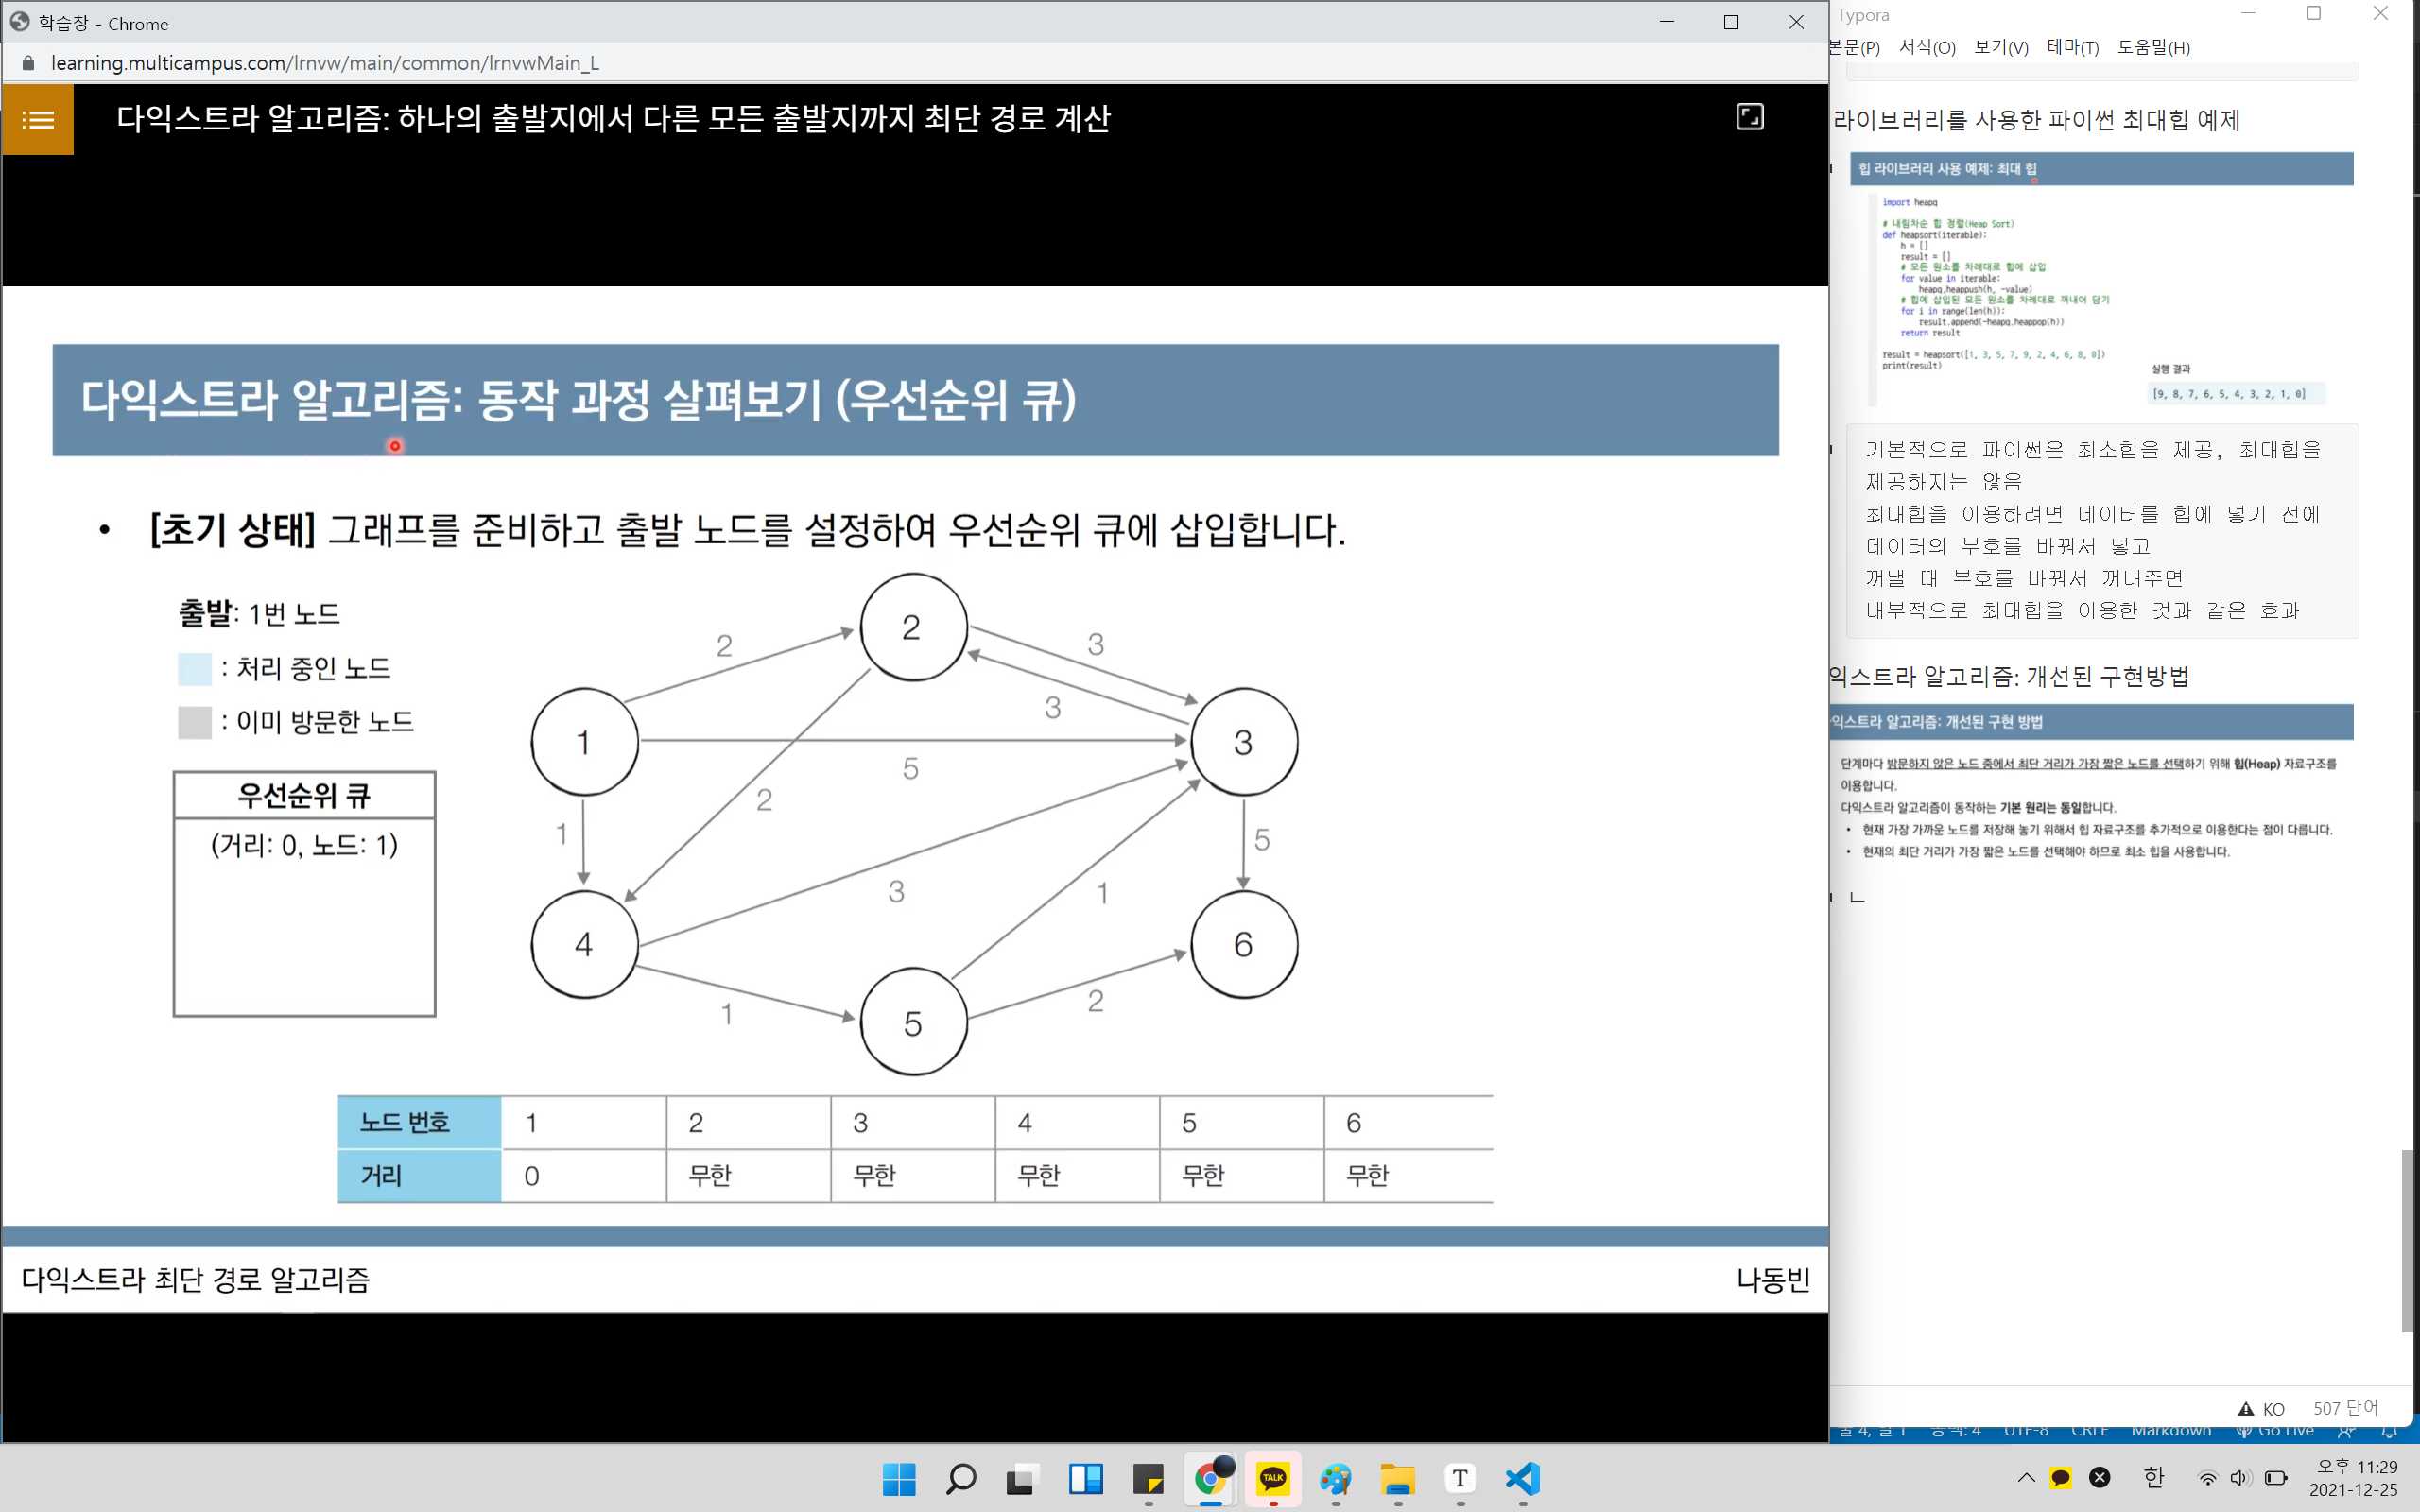 학습창 - Chrome
learning.multicampus.com/lrnvw/main/common/lrnvwMain_L
다익스트라 알고리즘: 하나의 출발지에서 다른 모든 출발지까지 최단 경로 계산
다익스트라 알고리즘: 동작 과정 살펴보기 (우선순위 큐)
• [초기 상태] 그래프를 준비하고 출발 노드를 설정하여 우선순위 큐에 삽입합니다.
출발: 1번 노드
: 처리 중인 노드
: 이미 방문한 노드
우선순위 큐
(거리: 0, 노드: 1)
2
2
3
3
1
3
5
2
1
5
4
3
1
6
1
5
2
노드 번호 1 2 3 4 5 6
거리 0 무한 무한 무한 무한 무한
다익스트라 최단 경로 알고리즘
나동빈
Typora
본문(P) 서식(O) 보기(V) 테마(T) 도움말(H)
라이브러리를 사용한 파이썬 최대힙 예제
힙 라이브러리 사용 예제: 최대 힙
import heapq
# 내림차순 힙 정렬(Heap Sort)
def heapsort(iterable):
h = []
result = []
# 모든 원소를 차례대로 힙에 삽입
for value in iterable:
heapq.heappush(h, -value)
# 힙에 삽입된 모든 원소를 차례대로 꺼내어 담기
for i in range(len(h)):
result.append(-heapq.heappop(h))
return result
result = heapsort([1, 3, 5, 7, 9, 2, 4, 6, 8, 0])
print(result)
실행 결과
[9, 8, 7, 6, 5, 4, 3, 2, 1, 0]
기본적으로 파이썬은 최소힙을 제공, 최대힙을
제공하지는 않음
최대힙을 이용하려면 데이터를 힙에 넣기 전에
데이터의 부호를 바꿔서 넣고
꺼낼 때 부호를 바꿔서 꺼내주면
내부적으로 최대힙을 이용한 것과 같은 효과
익스트라 알고리즘: 개선된 구현방법
익스트라 알고리즘: 개선된 구현 방법
단계마다 방문하지 않은 노드 중에서 최단 거리가 가장 짧은 노드를 선택하기 위해 힙(Heap) 자료구조를
이용합니다.
다익스트라 알고리즘이 동작하는 기본 원리는 동일합니다.
• 현재 가장 가까운 노드를 저장해 놓기 위해서 힙 자료구조를 추가적으로 이용한다는 점이 다릅니다.
• 현재의 최단 거리가 가장 짧은 노드를 선택해야 하므로 최소 힙을 사용합니다.
ㄴ
KO 507 단어
줄 4, 열 1 공백: 4 UTF-8 CRLF Markdown Go Live
TALK
T
한
오후 11:29
2021-12-25